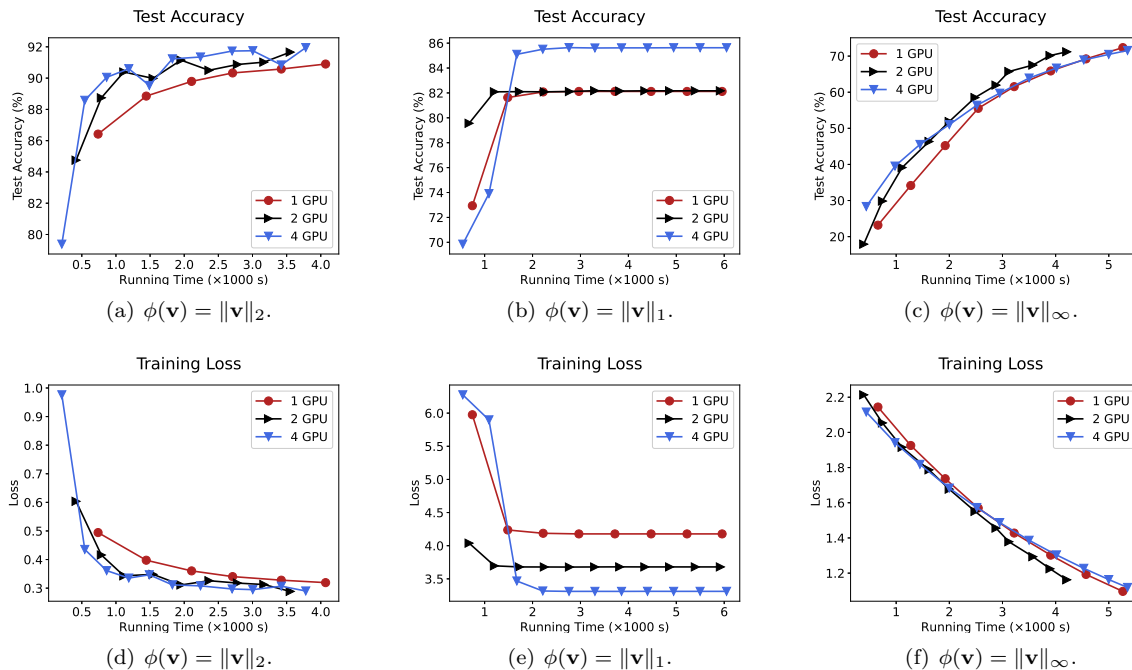 Test Accuracy
Test Accuracy (%)
92
90
88
86
84
82
80
0.5 1.0 1.5 2.0 2.5 3.0 3.5 4.0
Running Time (×1000 s)
1 GPU
2 GPU
4 GPU
(a) ϕ(v) = ‖v‖₂.
Test Accuracy
Test Accuracy (%)
86
84
82
80
78
76
74
72
70
1 2 3 4 5 6
Running Time (×1000 s)
1 GPU
2 GPU
4 GPU
(b) ϕ(v) = ‖v‖₁.
Test Accuracy
Test Accuracy (%)
70
60
50
40
30
20
1 2 3 4 5
Running Time (×1000 s)
1 GPU
2 GPU
4 GPU
(c) ϕ(v) = ‖v‖∞.
Training Loss
Loss
1.0
0.9
0.8
0.7
0.6
0.5
0.4
0.3
0.5 1.0 1.5 2.0 2.5 3.0 3.5 4.0
Running Time (×1000 s)
1 GPU
2 GPU
4 GPU
(d) ϕ(v) = ‖v‖₂.
Training Loss
Loss
6.0
5.5
5.0
4.5
4.0
3.5
1 2 3 4 5 6
Running Time (×1000 s)
1 GPU
2 GPU
4 GPU
(e) ϕ(v) = ‖v‖₁.
Training Loss
Loss
2.2
2.0
1.8
1.6
1.4
1.2
1 2 3 4 5
Running Time (×1000 s)
1 GPU
2 GPU
4 GPU
(f) ϕ(v) = ‖v‖∞.